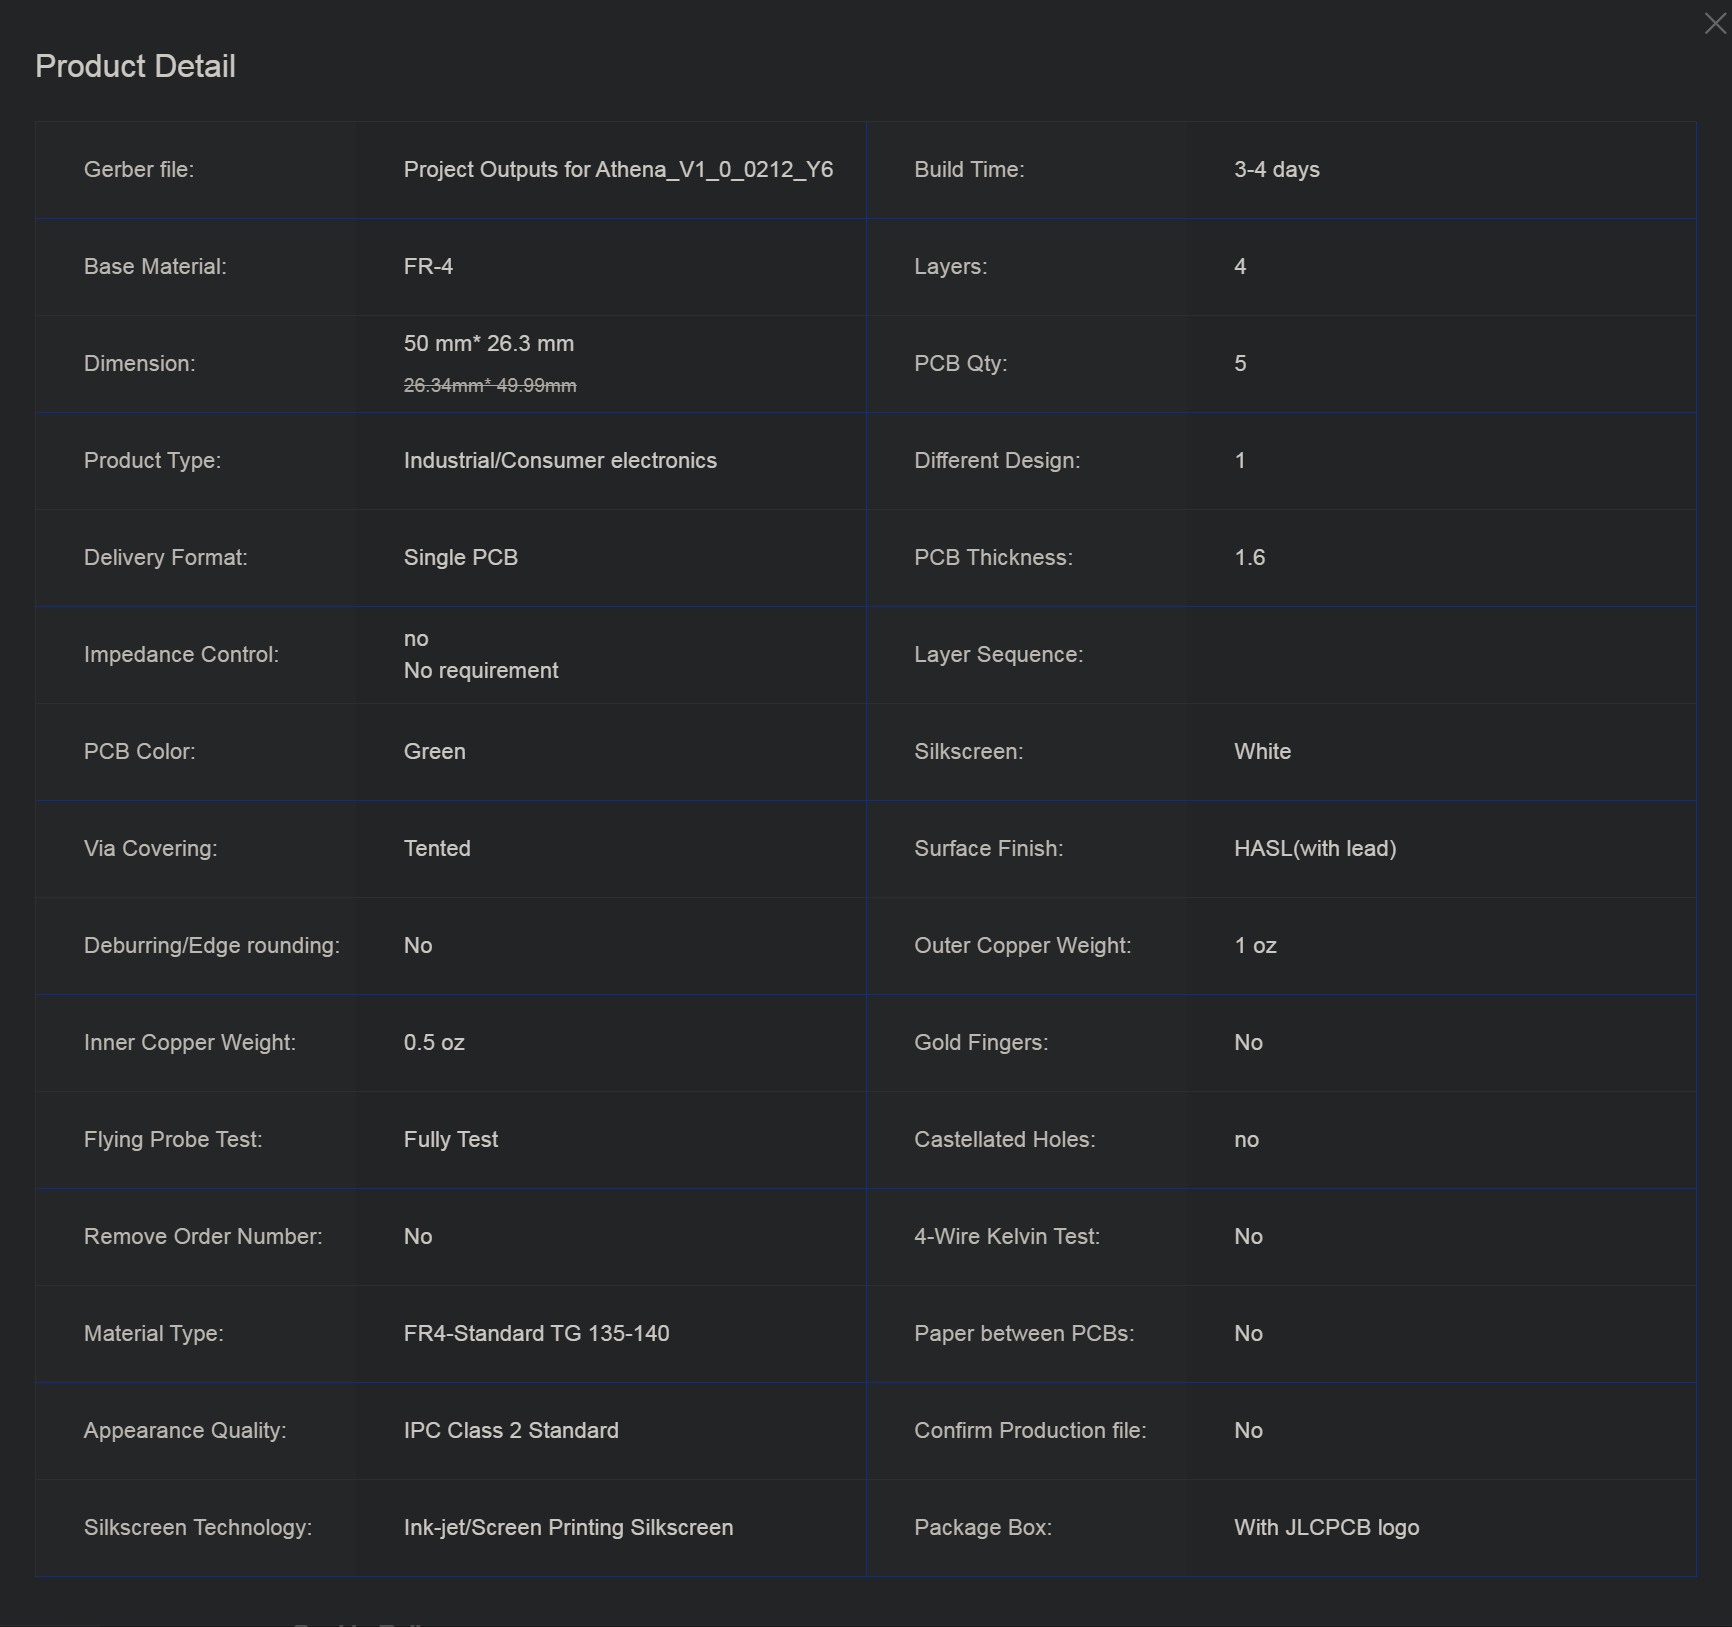 Product Detail
Gerber file: Project Outputs for Athena_V1_0_0212_Y6 Build Time: 3-4 days
Base Material: FR-4 Layers: 4
Dimension: 50 mm* 26.3 mm
26.34mm* 49.99mm PCB Qty: 5
Product Type: Industrial/Consumer electronics Different Design: 1
Delivery Format: Single PCB PCB Thickness: 1.6
Impedance Control: no
No requirement Layer Sequence:
PCB Color: Green Silkscreen: White
Via Covering: Tented Surface Finish: HASL(with lead)
Deburring/Edge rounding: No Outer Copper Weight: 1 oz
Inner Copper Weight: 0.5 oz Gold Fingers: No
Flying Probe Test: Fully Test Castellated Holes: no
Remove Order Number: No 4-Wire Kelvin Test: No
Material Type: FR4-Standard TG 135-140 Paper between PCBs: No
Appearance Quality: IPC Class 2 Standard Confirm Production file: No
Silkscreen Technology: Ink-jet/Screen Printing Silkscreen Package Box: With JLCPCB logo